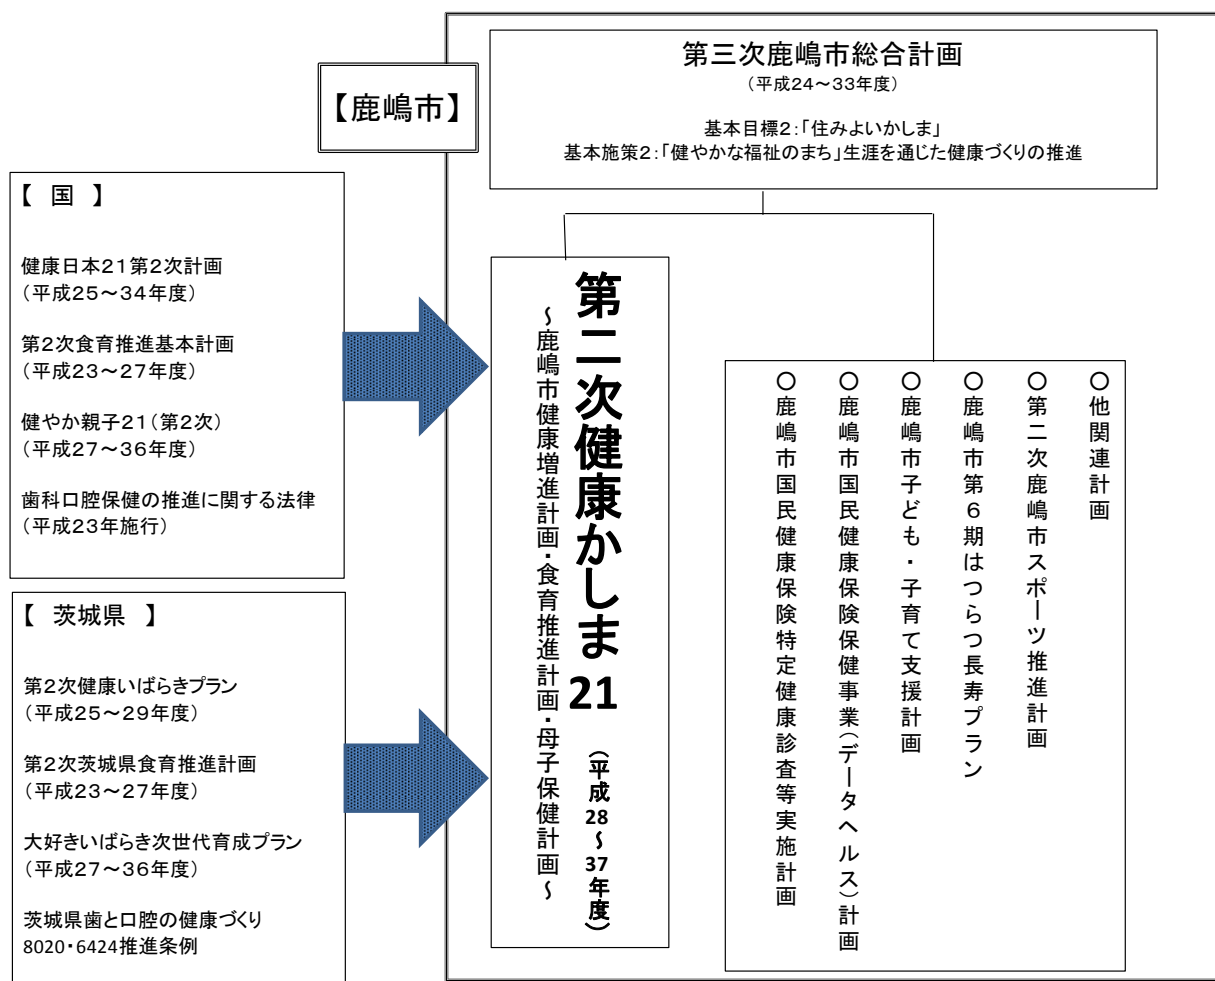 第三次鹿嶋市総合計画
（平成24～33年度）
基本目標2：「住みよいかしま」
基本施策2：「健やかな福祉のまち」生涯を通じた健康づくりの推進
【鹿嶋市】
【　国　】
健康日本21第2次計画
（平成25～34年度）
第2次食育推進基本計画
（平成23～27年度）
健やか親子21（第2次）
（平成27～36年度）
歯科口腔保健の推進に関する法律
（平成23年施行）
【　茨城県　】
第2次健康いばらきプラン
（平成25～29年度）
第2次茨城県食育推進計画
（平成23～27年度）
大好きいばらき次世代育成プラン
（平成27～36年度）
茨城県歯と口腔の健康づくり
8020・6424推進条例
第二次健康かしま21（平成28～37年度）
～鹿嶋市健康増進計画・食育推進計画・母子保健計画～
○他関連計画
○第二次鹿嶋市スポーツ推進計画
○鹿嶋市第6期はつらつ長寿プラン
○鹿嶋市子ども・子育て支援計画
○鹿嶋市国民健康保険保健事業（データヘルス）計画
○鹿嶋市国民健康保険特定健康診査等実施計画